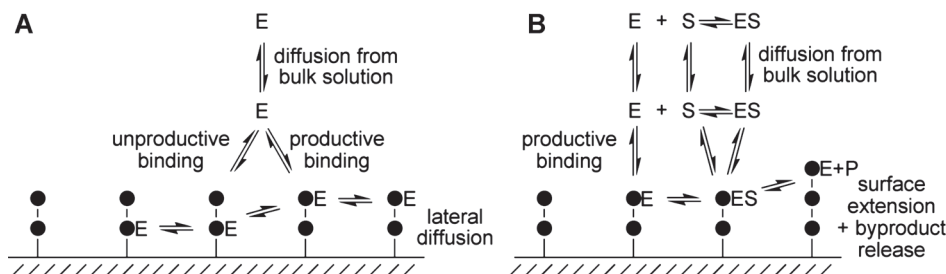 A
E
diffusion from
bulk solution
E
unproductive
binding
productive
binding
E
E
E
E
lateral
diffusion
B
E + S ES
diffusion from
bulk solution
E + S ES
productive
binding
E
ES
E+P
surface
extension
+ byproduct
release